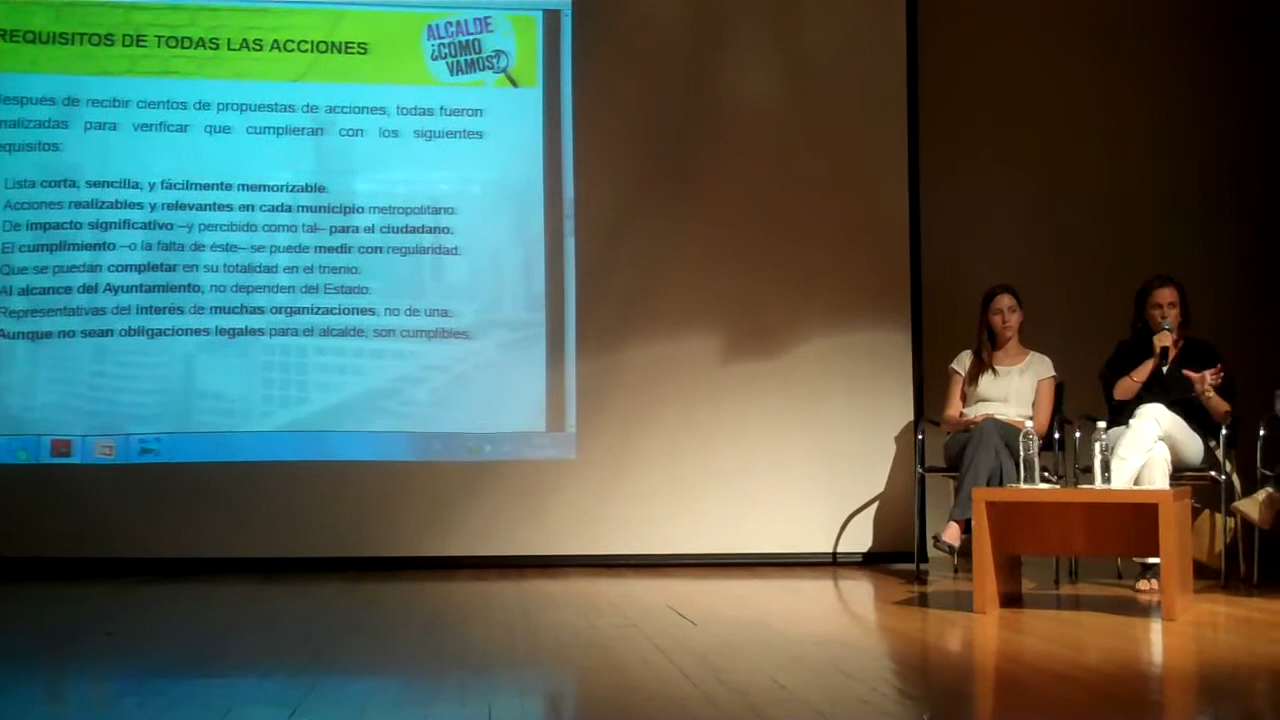 REQUISITOS DE TODAS LAS ACCIONES
ALCALDE
¿CÓMO
VAMOS?
espués de recibir cientos de propuestas de acciones, todas fueron
nalizadas para verificar que cumplieran con los siguientes
equisitos:
Lista corta, sencilla, y fácilmente memorizable.
Acciones realizables y relevantes en cada municipio metropolitano.
De impacto significativo –y percibido como tal– para el ciudadano.
El cumplimiento –o la falta de éste– se puede medir con regularidad.
Que se puedan completar en su totalidad en el trienio.
Al alcance del Ayuntamiento, no dependen del Estado.
Representativas del interés de muchas organizaciones, no de una.
Aunque no sean obligaciones legales para el alcalde, son cumplibles.